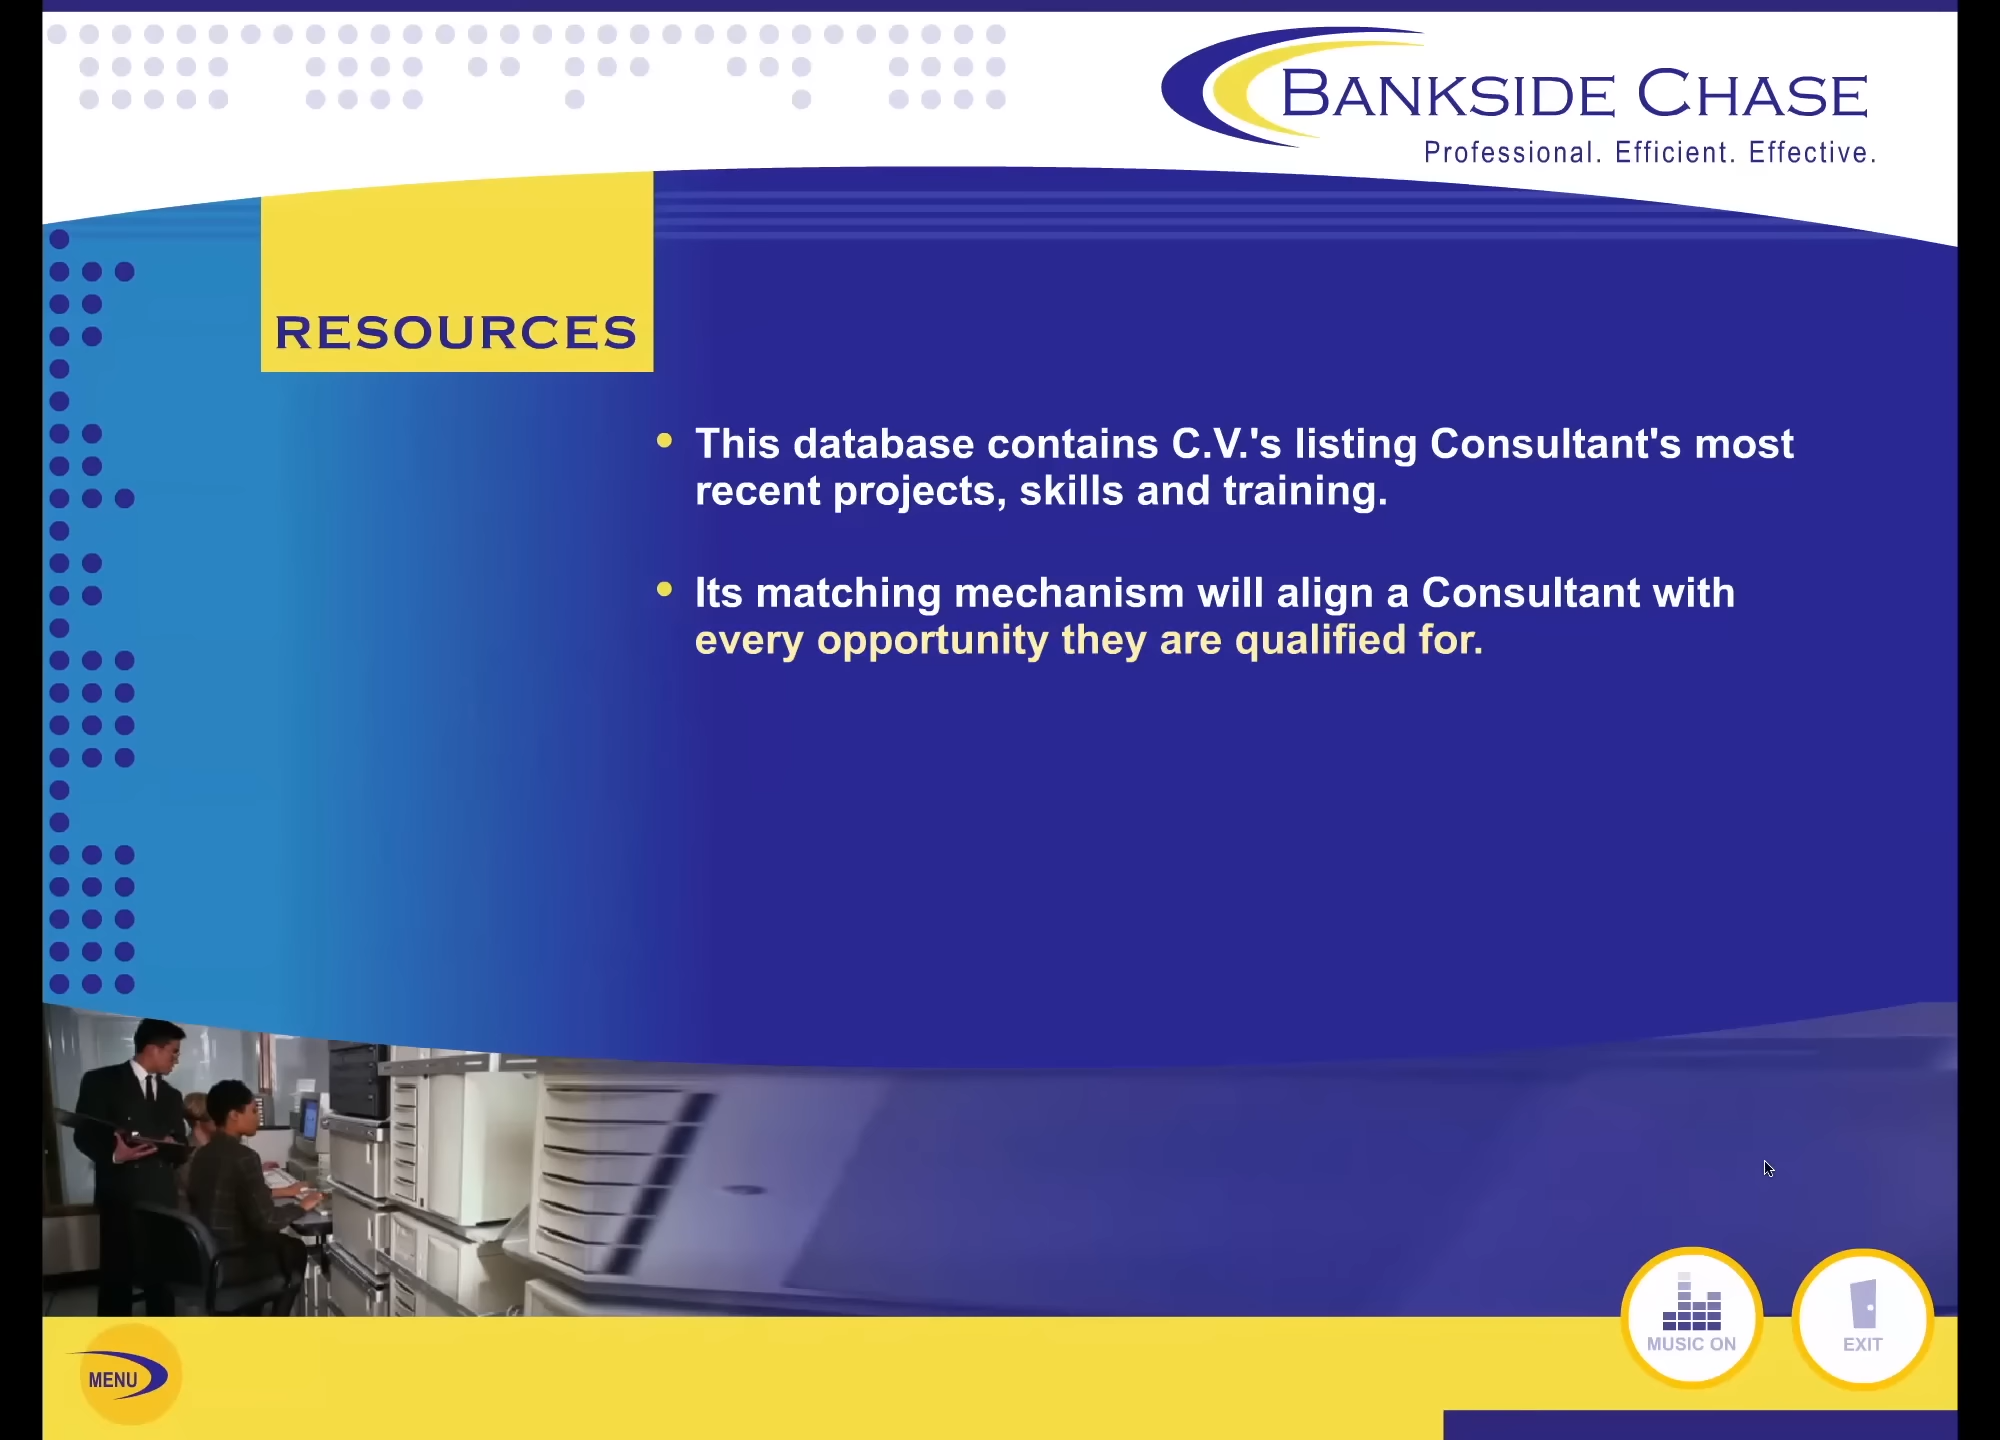 BANKSIDE CHASE
Professional. Efficient. Effective.
RESOURCES
• This database contains C.V.'s listing Consultant's most
recent projects, skills and training.
• Its matching mechanism will align a Consultant with
every opportunity they are qualified for.
MUSIC ON
EXIT
MENU